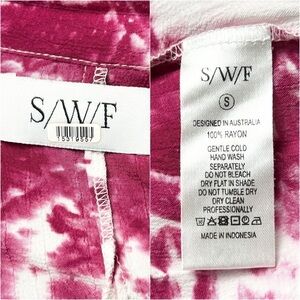 S/W/F
15319567
S/W/F
S
DESIGNED IN AUSTRALIA
100% RAYON
GENTLE COLD
HAND WASH
SEPARATELY
DO NOT BLEACH
DRY FLAT IN SHADE
DO NOT TUMBLE DRY
DRY CLEAN
PROFESSIONALLY
MADE IN INDONESIA